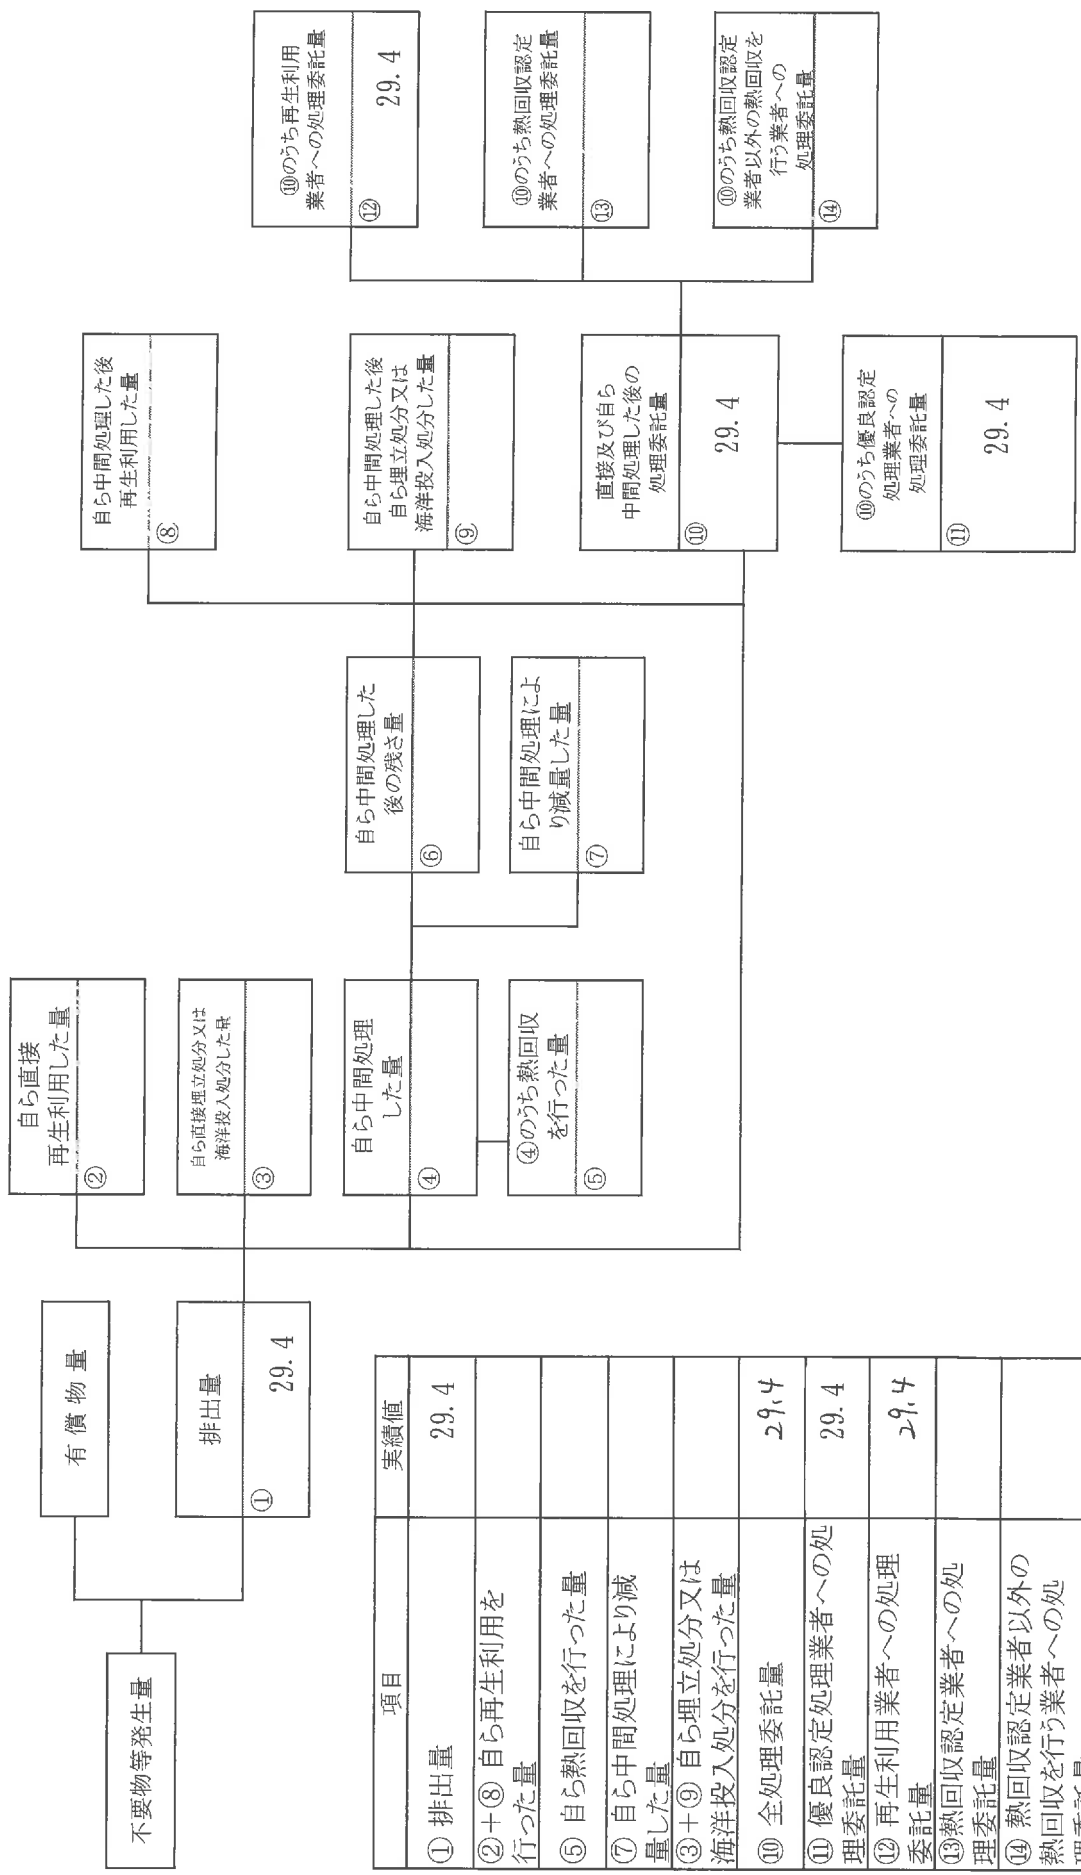 不要物等発生量
有償物量
排出量
①
29.4
自ら直接
再生利用した量
②
自ら直接埋立処分又は
海洋投入処分した量
③
自ら中間処理
した量
④
④のうち熱回収
を行った量
⑤
自ら中間処理した
後の残さ量
⑥
自ら中間処理によ
り減量した量
⑦
自ら中間処理した後
再生利用した量
⑧
自ら中間処理した後
自ら埋立処分又は
海洋投入処分した量
⑨
直接及び自ら
中間処理した後の
処理委託量
⑩
29.4
⑩のうち優良認定
処理業者への
処理委託量
⑪
29.4
⑩のうち再生利用
業者への処理委託量
⑫
29.4
⑩のうち熱回収認定
業者への処理委託量
⑬
⑩のうち熱回収認定
業者以外の熱回収を
行う業者への
処理委託量
⑭
項目 実績値
① 排出量 29.4
②+⑧ 自ら再生利用を
行った量
⑤ 自ら熱回収を行った量
⑦ 自ら中間処理により減
量した量
③+⑨ 自ら埋立処分又は
海洋投入処分を行った量
⑩ 全処理委託量 29.4
⑪ 優良認定処理業者への処
理委託量 29.4
⑫ 再生利用業者への処理
委託量 29.4
⑬熱回収認定業者への処
理委託量
⑭ 熱回収認定業者以外の
熱回収を行う業者への処
理委託量